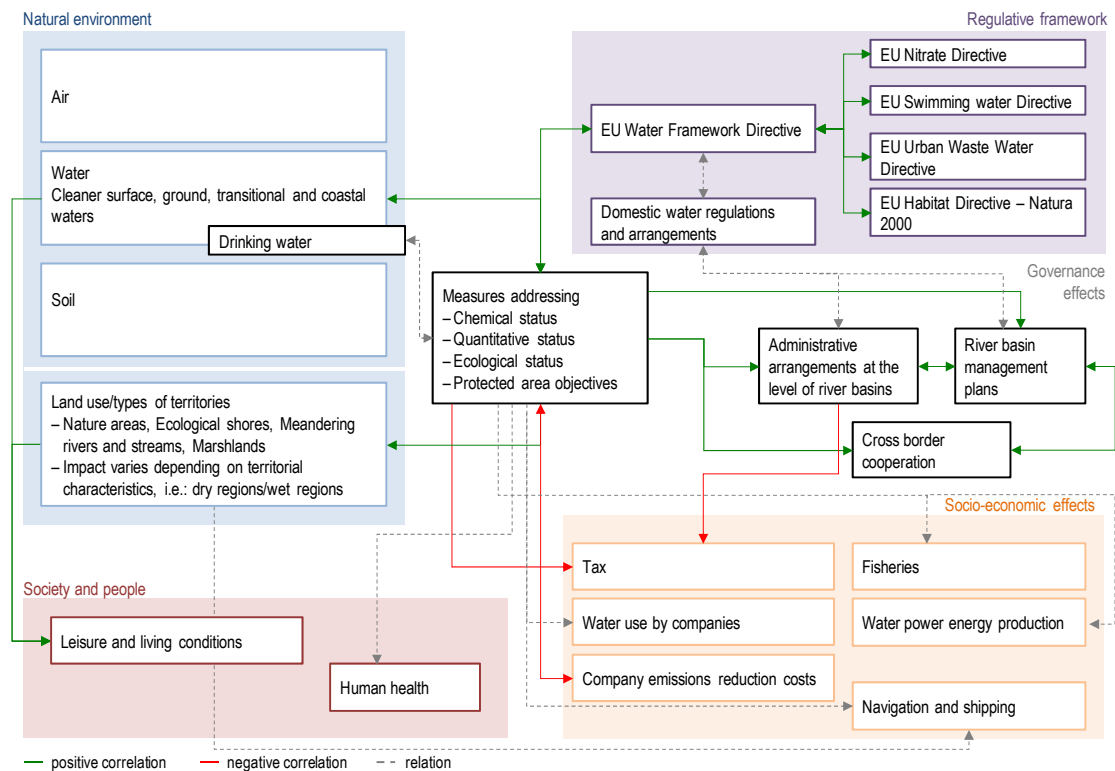 Natural environment
Regulative framework
Air
EU Nitrate Directive
EU Swimming water Directive
EU Water Framework Directive
EU Urban Waste Water
Directive
Water
Cleaner surface, ground, transitional and coastal
waters
EU Habitat Directive – Natura
2000
Drinking water
Domestic water regulations
and arrangements
Governance
effects
Soil
Measures addressing
– Chemical status
– Quantitative status
– Ecological status
– Protected area objectives
Administrative
arrangements at the
level of river basins
River basin
management
plans
Land use/types of territories
– Nature areas, Ecological shores, Meandering
rivers and streams, Marshlands
– Impact varies depending on territorial
characteristics, i.e.: dry regions/wet regions
Cross border
cooperation
Socio-economic effects
Tax
Fisheries
Society and people
Water use by companies
Water power energy production
Leisure and living conditions
Human health
Company emissions reduction costs
Navigation and shipping
positive correlation
negative correlation
relation